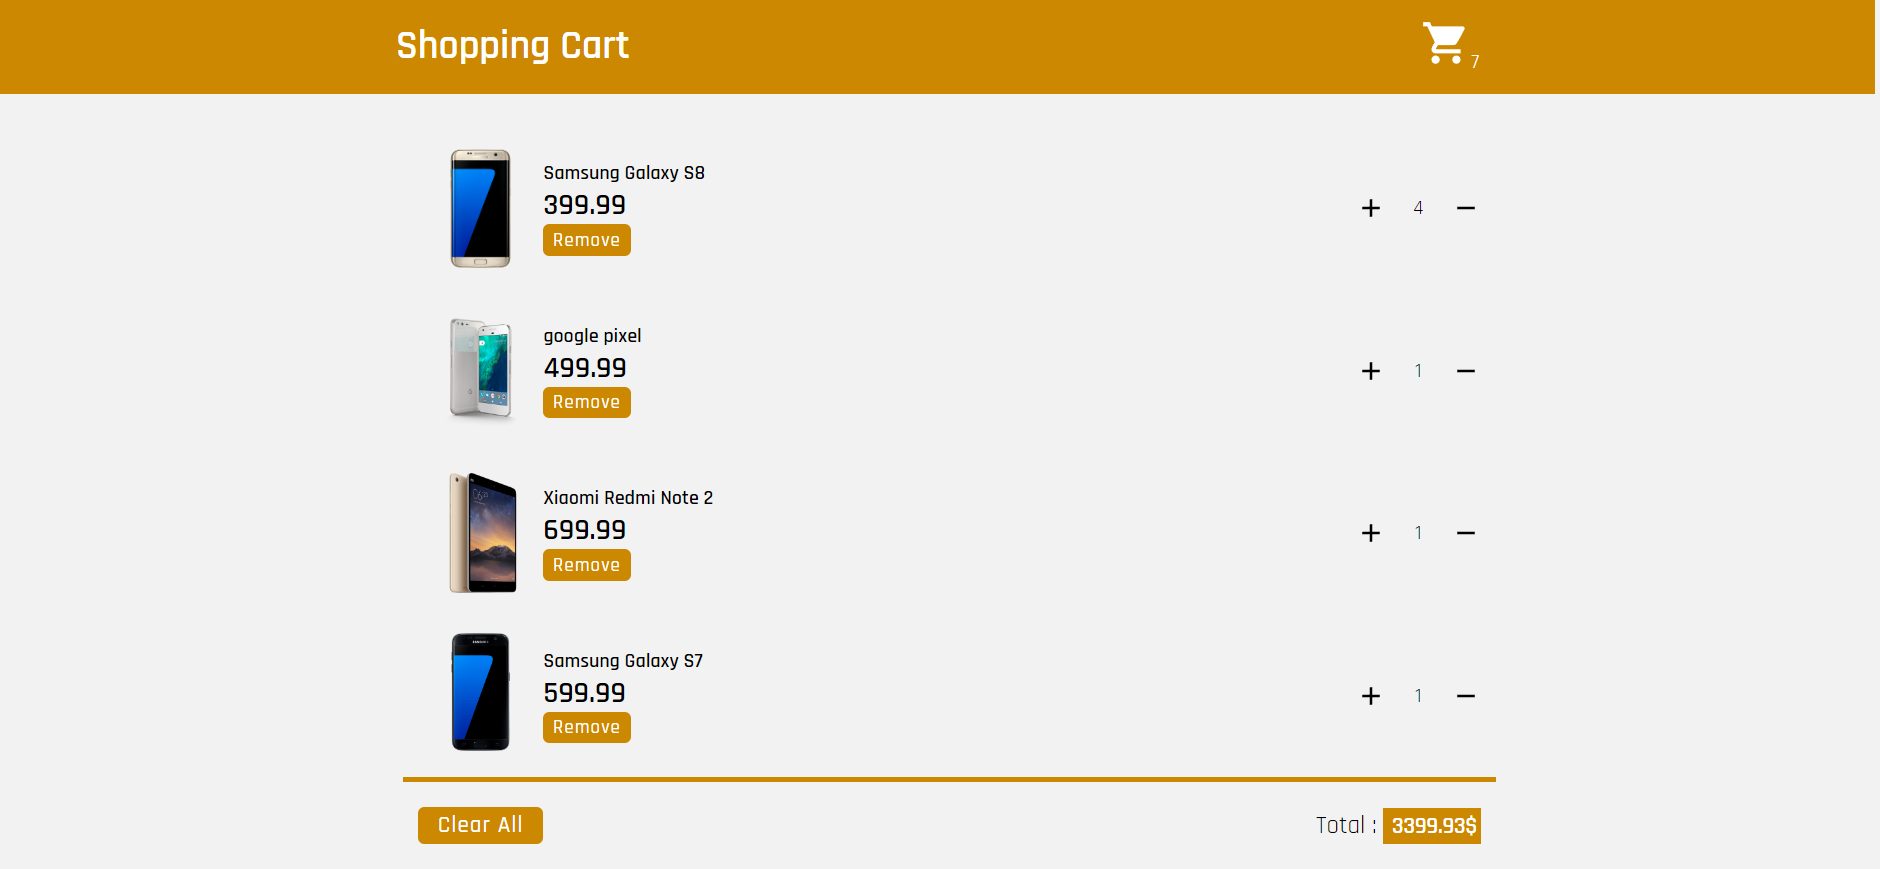 Shopping Cart
7
Samsung Galaxy S8
399.99
+ 4 −
Remove
google pixel
499.99
+ 1 −
Remove
Xiaomi Redmi Note 2
699.99
+ 1 −
Remove
Samsung Galaxy S7
599.99
+ 1 −
Remove
Clear All
Total : 3399.93$